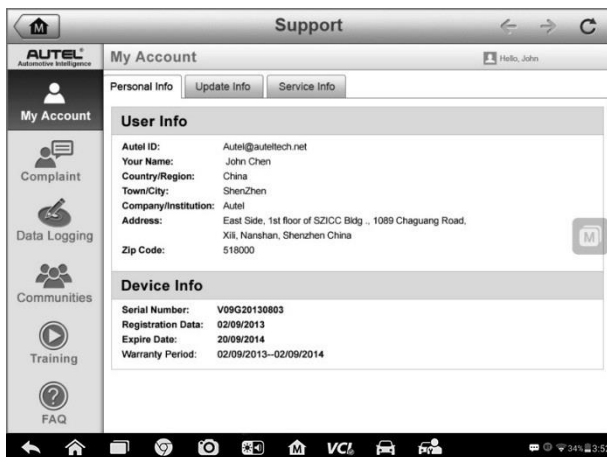 M
Support
AUTEL®
Automotive Intelligence
My Account
Hello, John
Personal Info
Update Info
Service Info
My Account
Complaint
Data Logging
Communities
Training
FAQ
User Info
Autel ID: Autel@auteltech.net
Your Name: John Chen
Country/Region: China
Town/City: ShenZhen
Company/Institution: Autel
Address: East Side, 1st floor of SZICC Bldg ., 1089 Chaguang Road,
Xili, Nanshan, Shenzhen China
Zip Code: 518000
M
Device Info
Serial Number: V09G20130803
Registration Data: 02/09/2013
Expire Date: 20/09/2014
Warranty Period: 02/09/2013--02/09/2014
M
VCI
34%